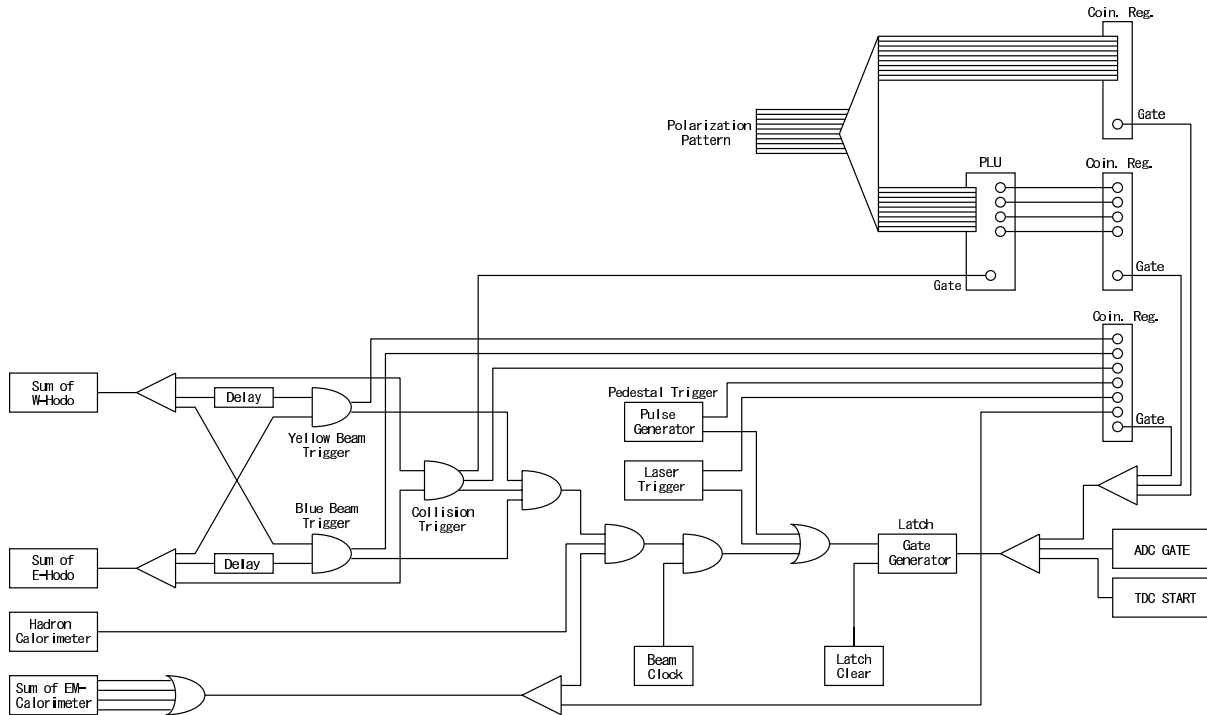 Coin. Reg.
Gate
Polarization
Pattern
PLU
Coin. Reg.
Gate
Gate
Coin. Reg.
Gate
Sum of
W-Hodo
Delay
Yellow Beam
Trigger
Pedestal Trigger
Pulse
Generator
Laser
Trigger
Blue Beam
Trigger
Collision
Trigger
Latch
Gate
Generator
Sum of
E-Hodo
Delay
ADC GATE
TDC START
Hadron
Calorimeter
Beam
Clock
Latch
Clear
Sum of EM-
Calorimeter